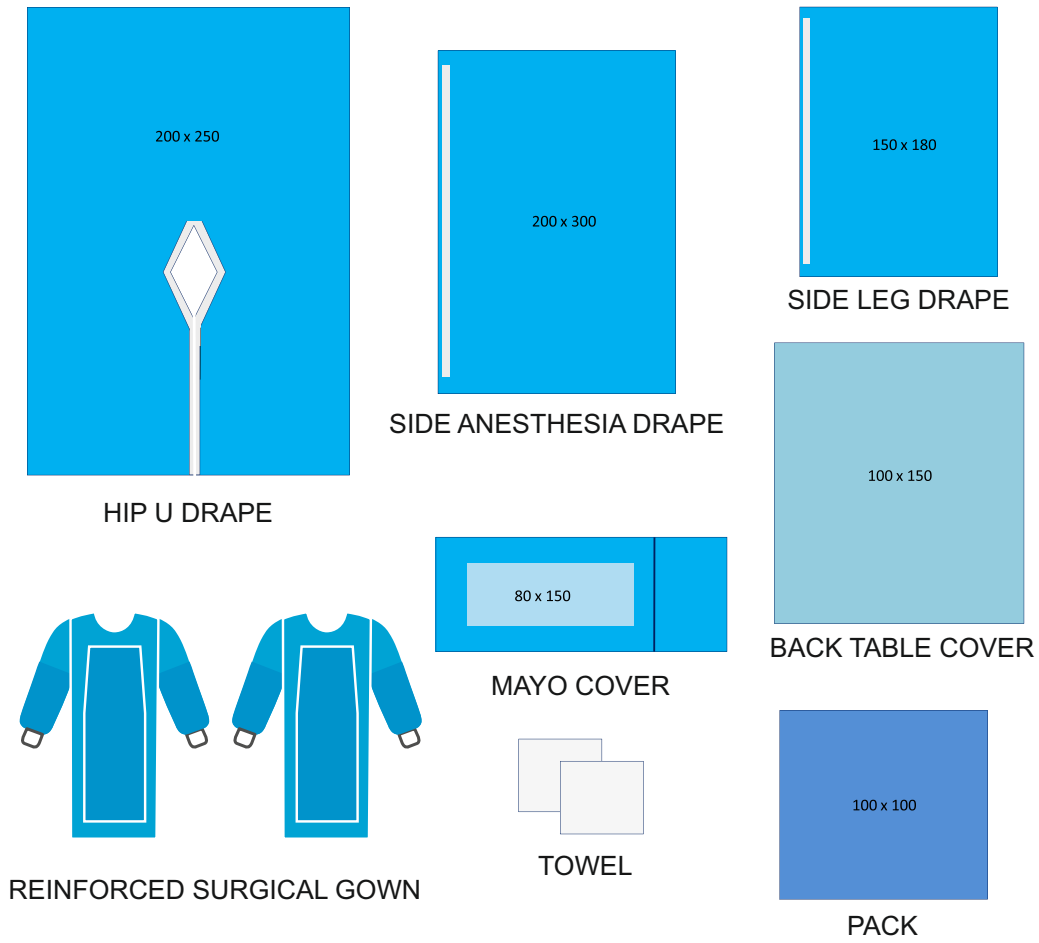 200 x 250
HIP U DRAPE
200 x 300
SIDE ANESTHESIA DRAPE
150 x 180
SIDE LEG DRAPE
100 x 150
BACK TABLE COVER
80 x 150
MAYO COVER
REINFORCED SURGICAL GOWN
TOWEL
100 x 100
PACK